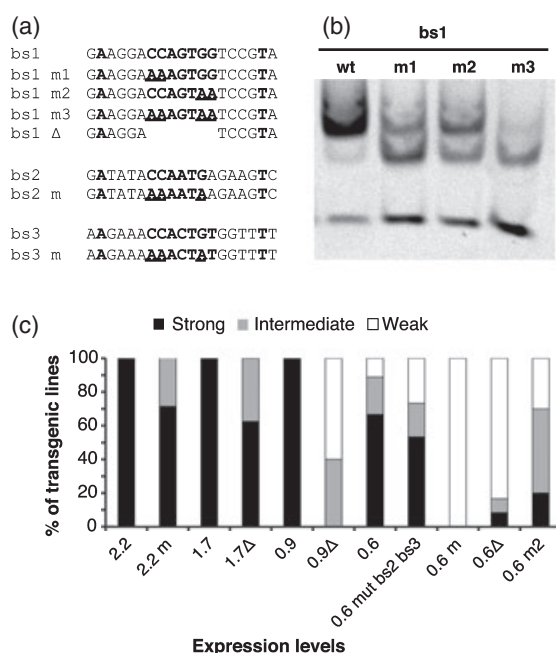 (a)
bs1 GAAGGACCAGTGGTCCGTA
bs1 m1 GAAGGAAAAGTGGTCCGTA
bs1 m2 GAAGGACCAGTAATCCGTA
bs1 m3 GAAGGAAAAGTAATCCGTA
bs1 Δ GAAGGA TCCGTA
bs2 GATATACCAATGAGAAGTC
bs2 m GATATAAAAATAAGAAGTC
bs3 AAGAAACCACTGTGGTTTT
bs3 m AAGAAAAAACTATGGTTTT
(b)
bs1
wt m1 m2 m3
(c)
Strong Intermediate Weak
% of transgenic lines
100
80
60
40
20
0
2.2 2.2 m 1.7 1.7Δ 0.9 0.9Δ 0.6 0.6 mut bs2 bs3 0.6 m 0.6Δ 0.6 m2
Expression levels